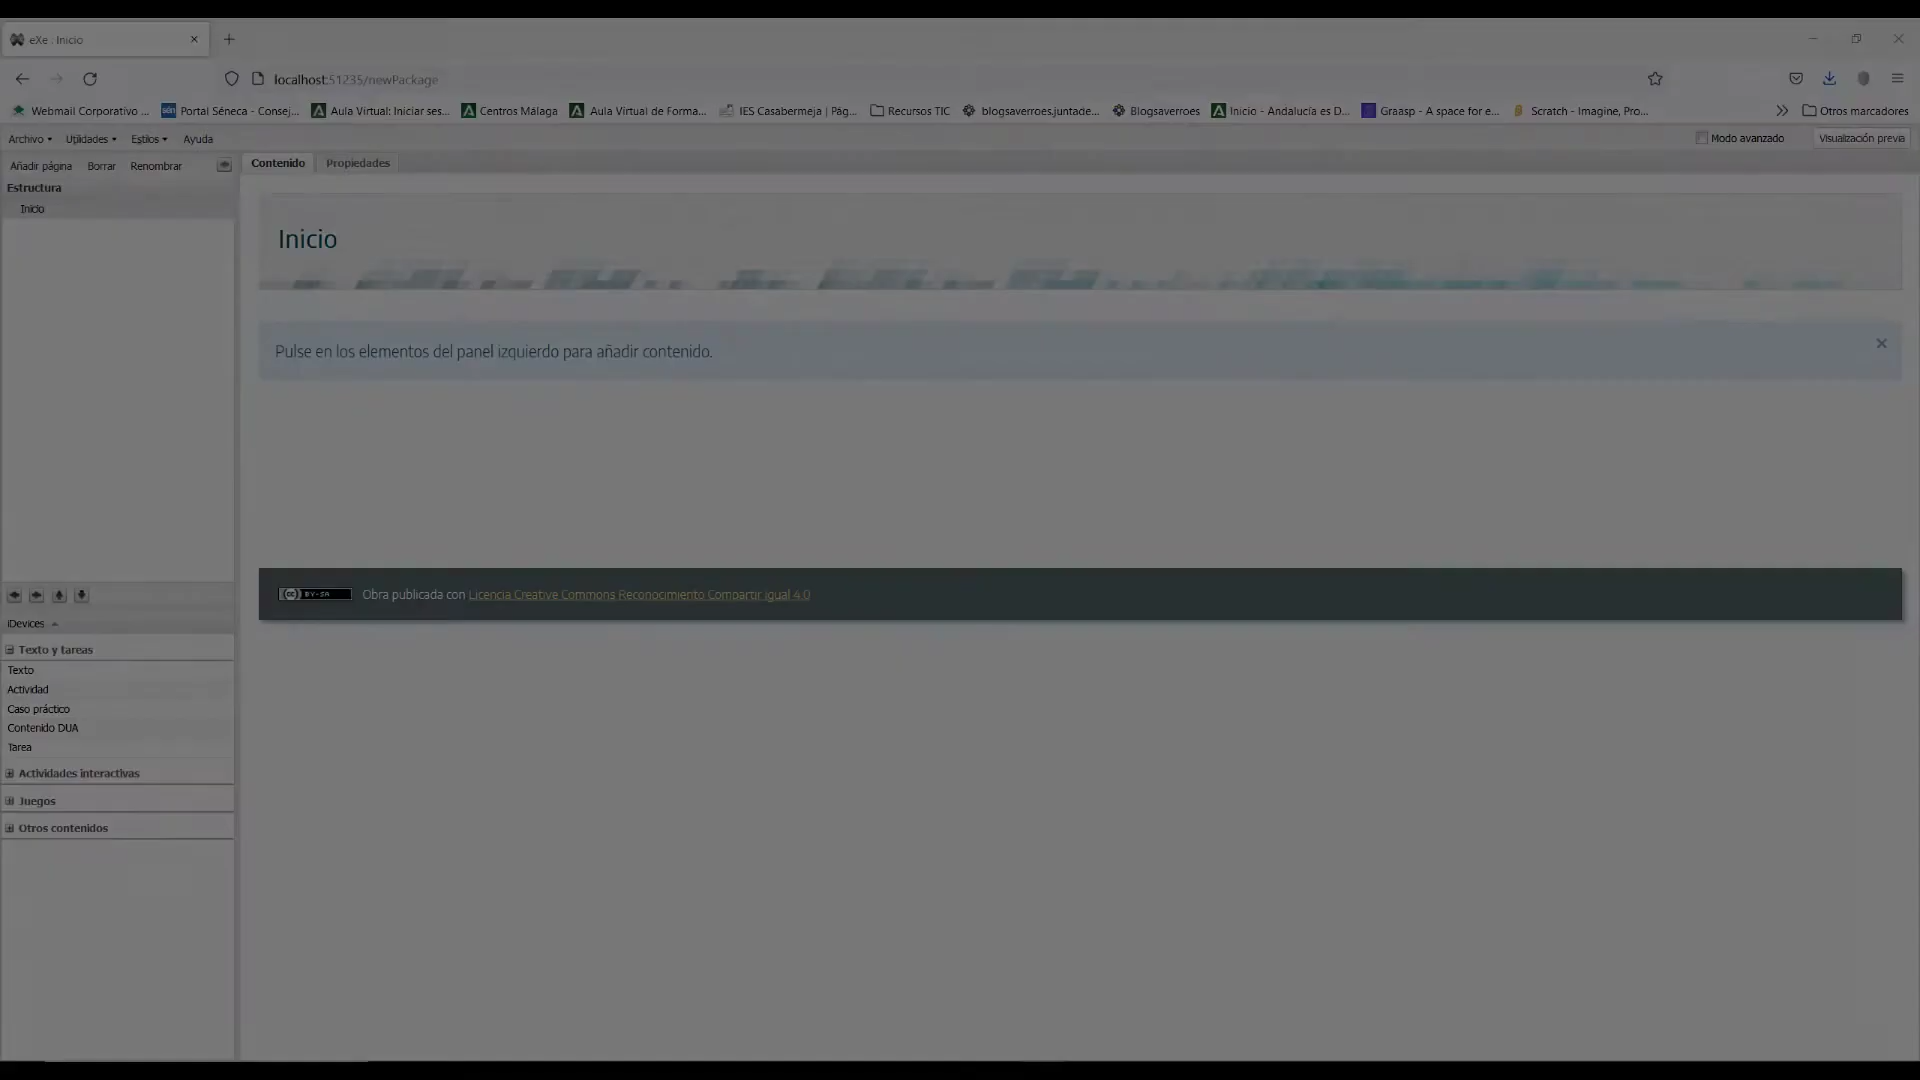 eXe : Inicio
localhost:51235/newPackage
Webmail Corporativo ... Portal Séneca - Consej... Aula Virtual: Iniciar ses... Centros Málaga Aula Virtual de Forma... IES Casabermeja | Pág... Recursos TIC blogsaverroes.juntade... Blogsaverroes Inicio - Andalucía es D... Graasp - A space for e... Scratch - Imagine, Pro... Otros marcadores
Archivo Utilidades Estilos Ayuda Modo avanzado Visualización previa
Añadir página Borrar Renombrar Contenido Propiedades
Estructura
Inicio
Inicio
Pulse en los elementos del panel izquierdo para añadir contenido.
BY-SA Obra publicada con Licencia Creative Commons Reconocimiento Compartir igual 4.0
iDevices
Texto y tareas
Texto
Actividad
Caso práctico
Contenido DUA
Tarea
Actividades interactivas
Juegos
Otros contenidos